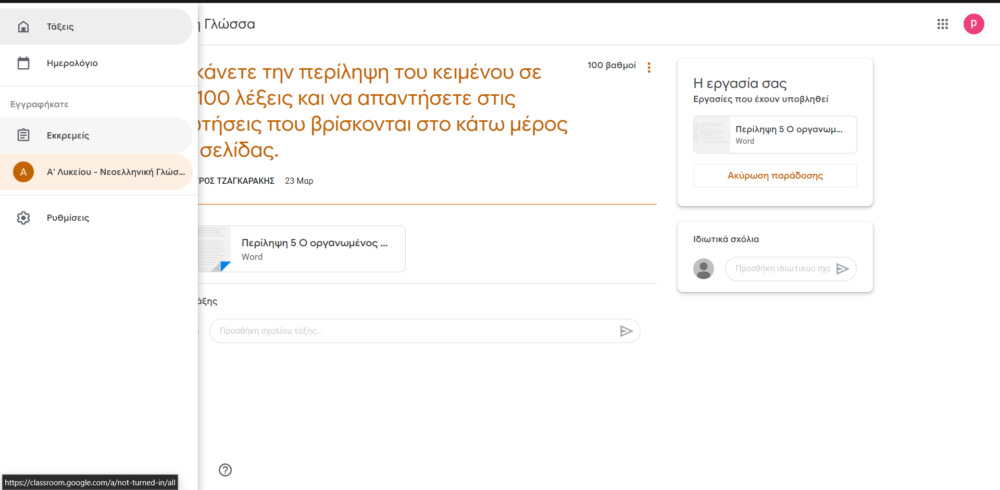 Τάξεις
Ημερολόγιο
Εγγραφήκατε
Εκκρεμείς
A
Α' Λυκείου - Νεοελληνική Γλώσ...
Ρυθμίσεις
ή Γλώσσα
p
κάνετε την περίληψη του κειμένου σε
100 λέξεις και να απαντήσετε στις
τήσεις που βρίσκονται στο κάτω μέρος
σελίδας.
100 βαθμοί
ΡΟΣ ΤΖΑΓΚΑΡΑΚΗΣ 23 Μαρ
Περίληψη 5 Ο οργανωμένος ...
Word
άξης
Προσθήκη σχολίου τάξης...
Η εργασία σας
Εργασίες που έχουν υποβληθεί
Περίληψη 5 Ο οργανωμ...
Word
Ακύρωση παράδοσης
Ιδιωτικά σχόλια
Προσθήκη ιδιωτικού σχο
https://classroom.google.com/a/not-turned-in/all